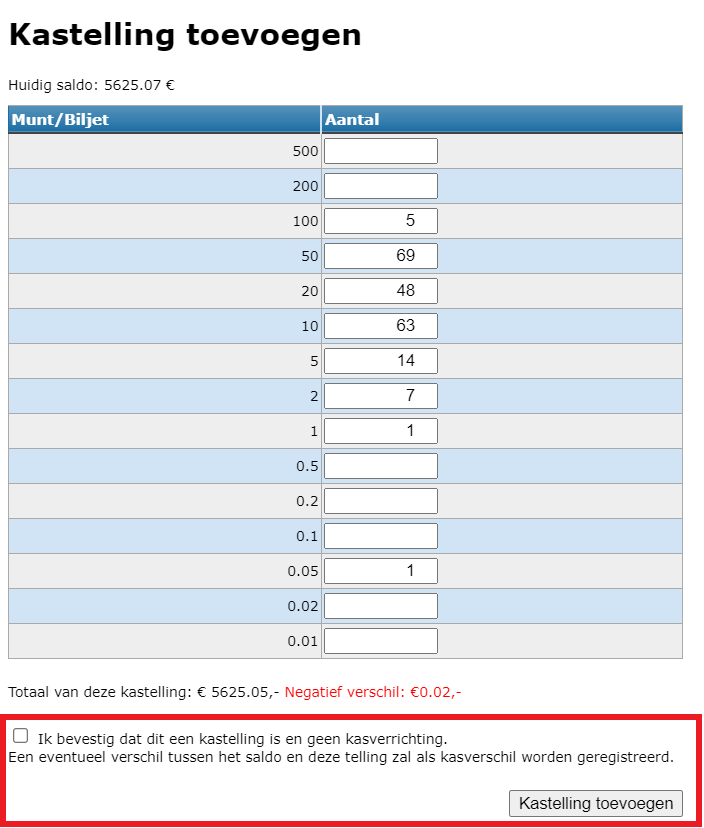 Kastelling toevoegen
Huidig saldo: 5625.07 €
Munt/Biljet Aantal
500
200
100 5
50 69
20 48
10 63
5 14
2 7
1 1
0.5
0.2
0.1
0.05 1
0.02
0.01
Totaal van deze kastelling: € 5625.05,- Negatief verschil: €0.02,-
Ik bevestig dat dit een kastelling is en geen kasverrichting.
Een eventueel verschil tussen het saldo en deze telling zal als kasverschil worden geregistreerd.
Kastelling toevoegen